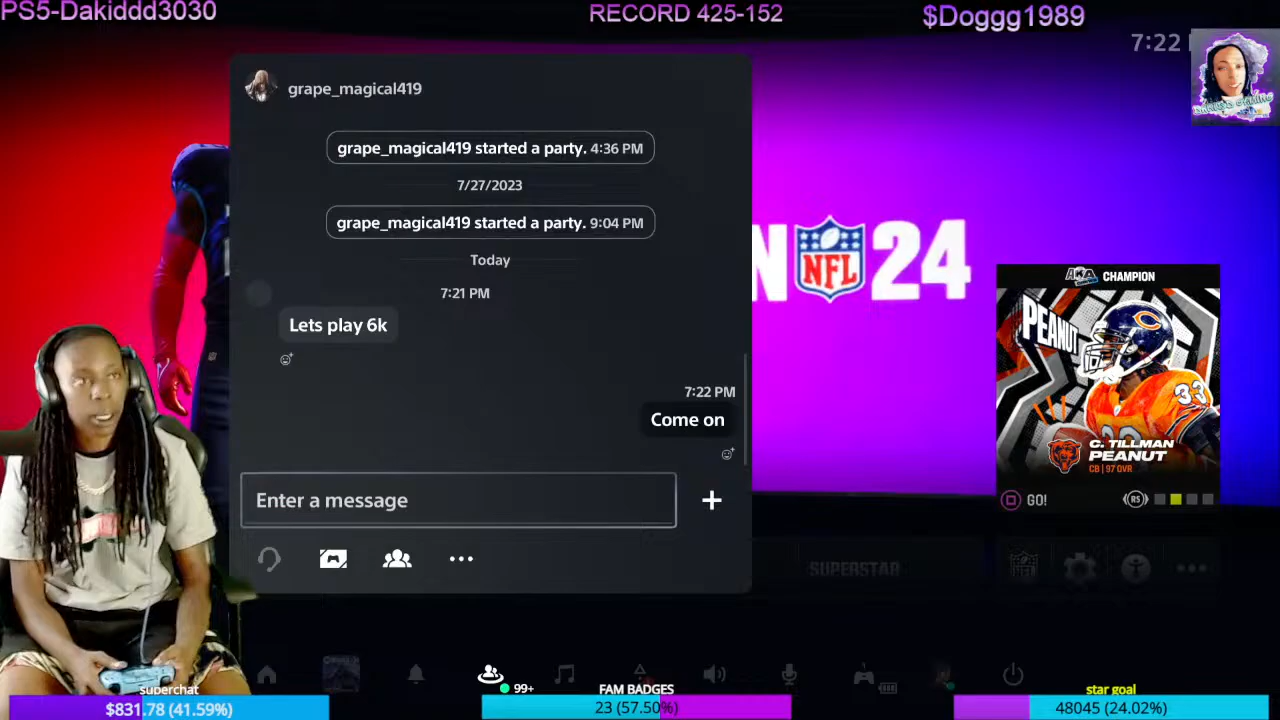 PS5-Dakiddd3030
RECORD 425-152
$Doggg1989
7:22
grape_magical419
grape_magical419 started a party. 4:36 PM
7/27/2023
grape_magical419 started a party. 9:04 PM
Today
7:21 PM
Lets play 6k
7:22 PM
Come on
Enter a message
N NFL 24
AKA CHAMPION
PEANUT
33
C. TILLMAN
PEANUT
CB | 97 OVR
GO!
RS
SUPERSTAR
99+
superchat
$831.78 (41.59%)
FAM BADGES
23 (57.50%)
star goal
48045 (24.02%)